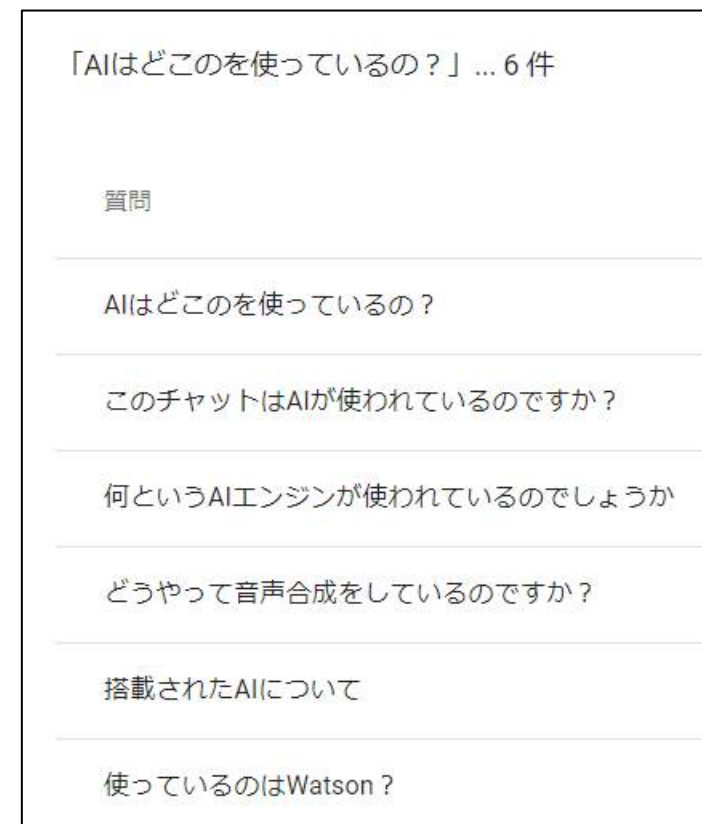 「AIはどこのを使っているの？」... 6 件
質問
AIはどこのを使っているの？
このチャットはAIが使われているのですか？
何というAIエンジンが使われているのでしょうか
どうやって音声合成をしているのですか？
搭載されたAIについて
使っているのはWatson？